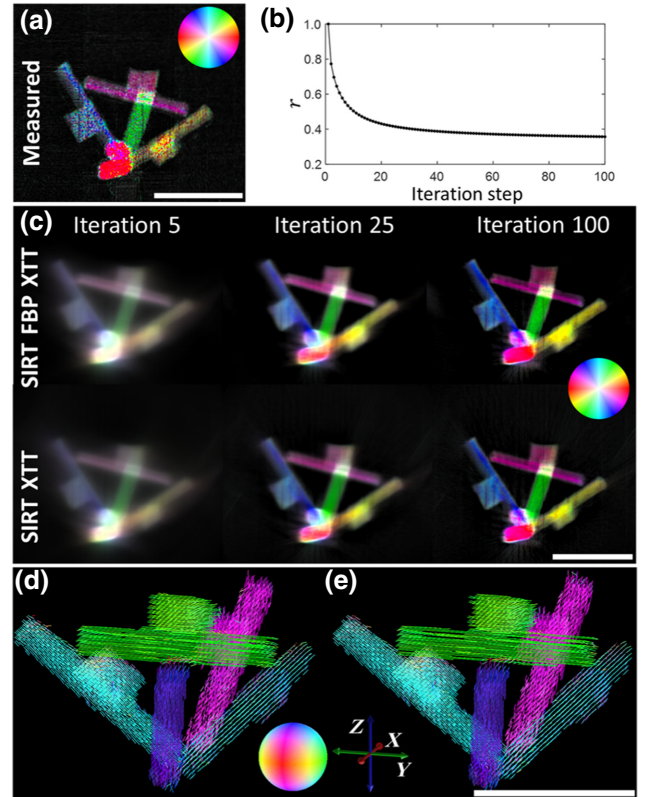 (a)
Measured
(b)
r
1.0
0.8
0.6
0.4
0.2
0 20 40 60 80 100
Iteration step
(c)
Iteration 5 Iteration 25 Iteration 100
SIRT FBP XTT
SIRT XTT
(d)
(e)
Z
X
Y